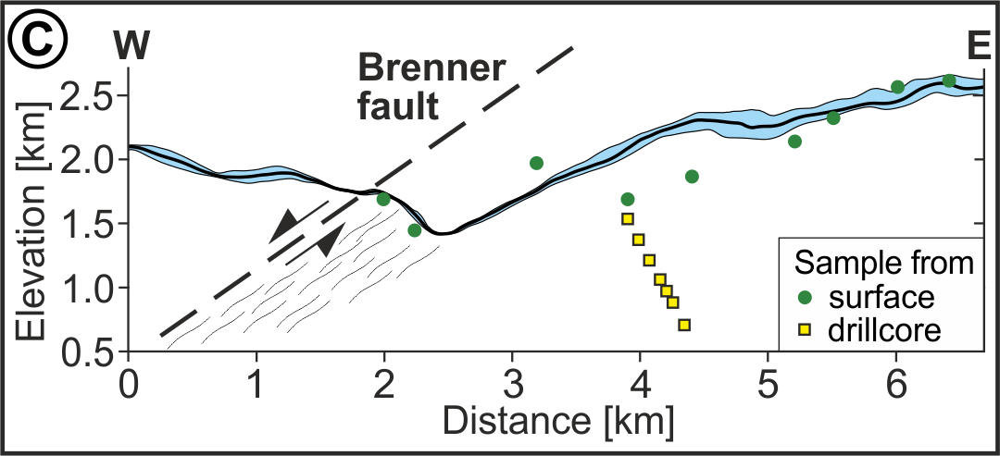 C
W
E
Brenner
fault
Elevation [km]
2.5
2.0
1.5
1.0
0.5
Sample from
surface
drillcore
0 1 2 3 4 5 6
Distance [km]